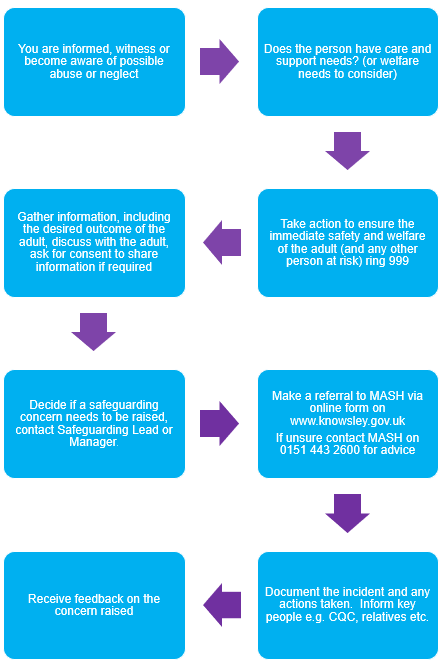 You are informed, witness or
become aware of possible
abuse or neglect
Does the person have care and
support needs? (or welfare
needs to consider)
Take action to ensure the
immediate safety and welfare
of the adult (and any other
person at risk) ring 999
Gather information, including
the desired outcome of the
adult, discuss with the adult,
ask for consent to share
information if required
Decide if a safeguarding
concern needs to be raised,
contact Safeguarding Lead or
Manager.
Make a referral to MASH via
online form on
www.knowsley.gov.uk
If unsure contact MASH on
0151 443 2600 for advice
Document the incident and any
actions taken.  Inform key
people e.g. CQC, relatives etc.
Receive feedback on the
concern raised